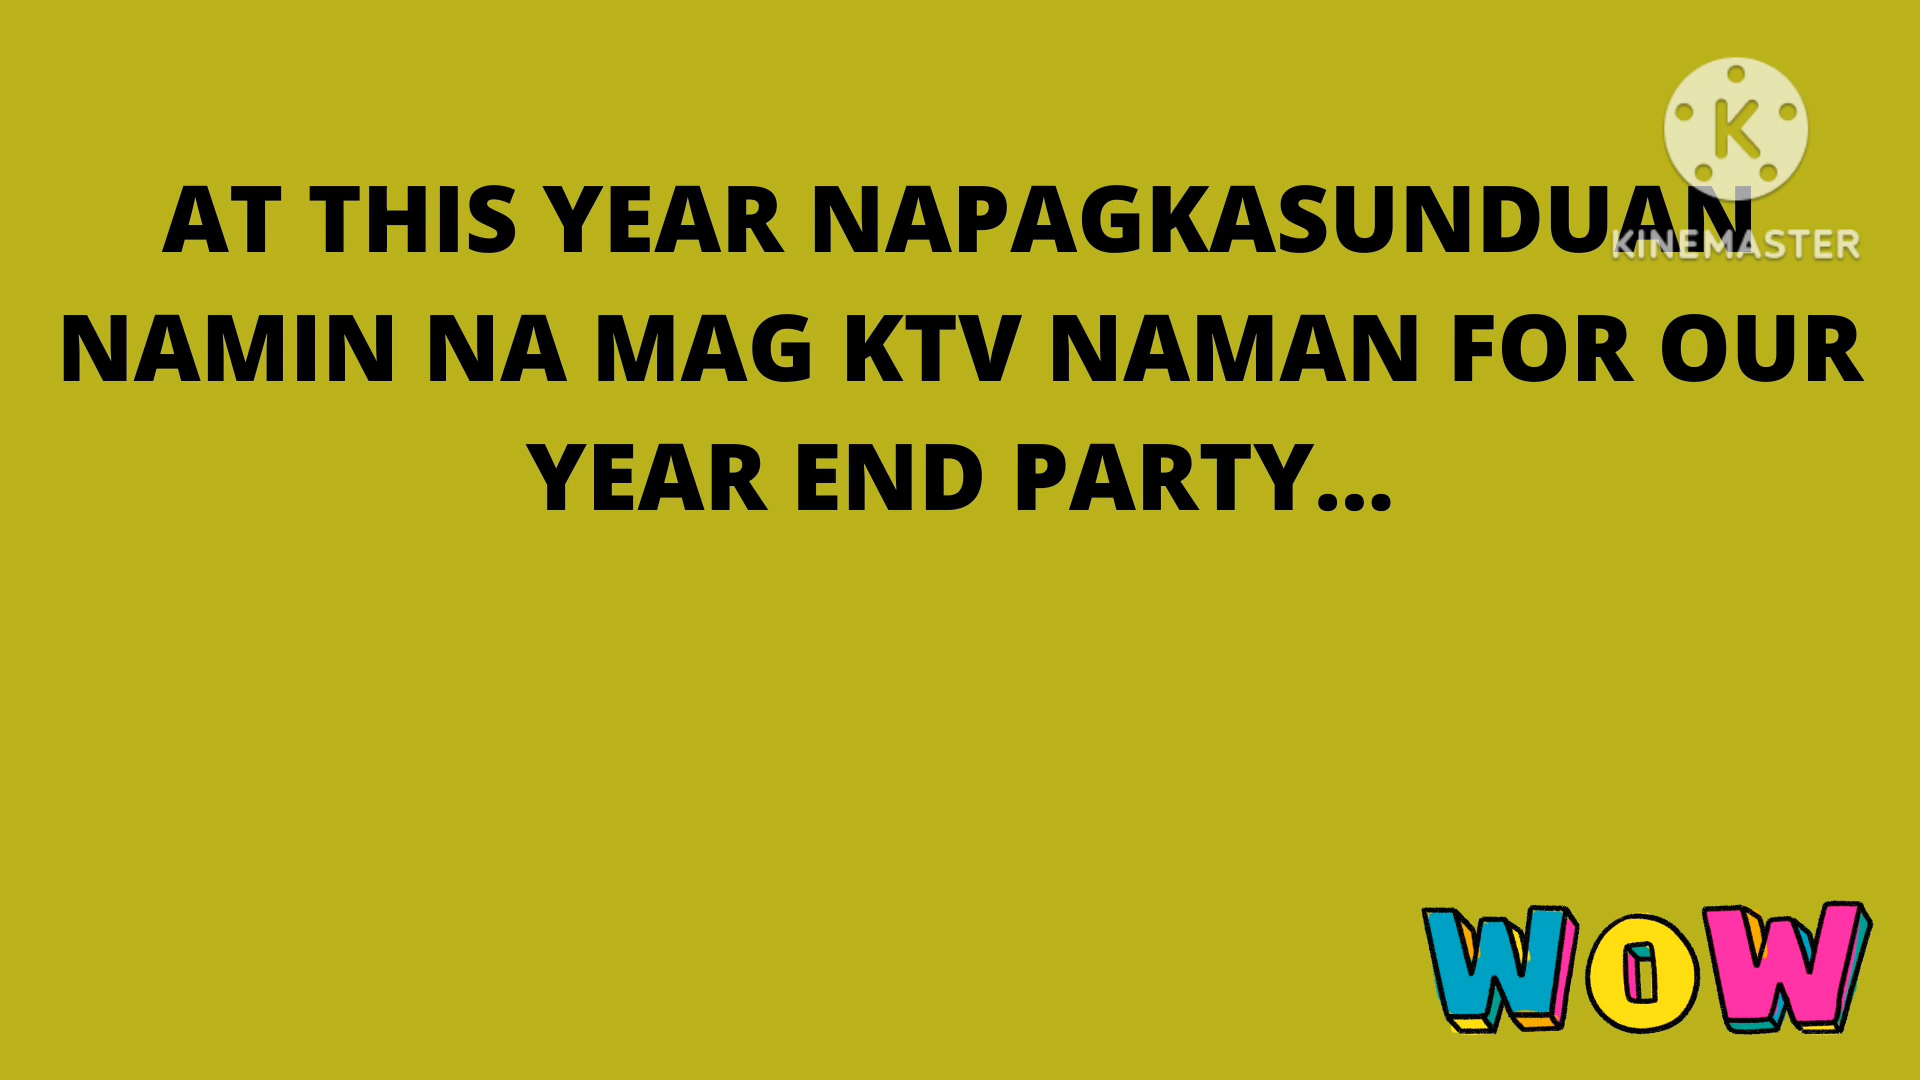 AT THIS YEAR NAPAGKASUNDUAN
NAMIN NA MAG KTV NAMAN FOR OUR
YEAR END PARTY...
K
KINEMASTER
WOW